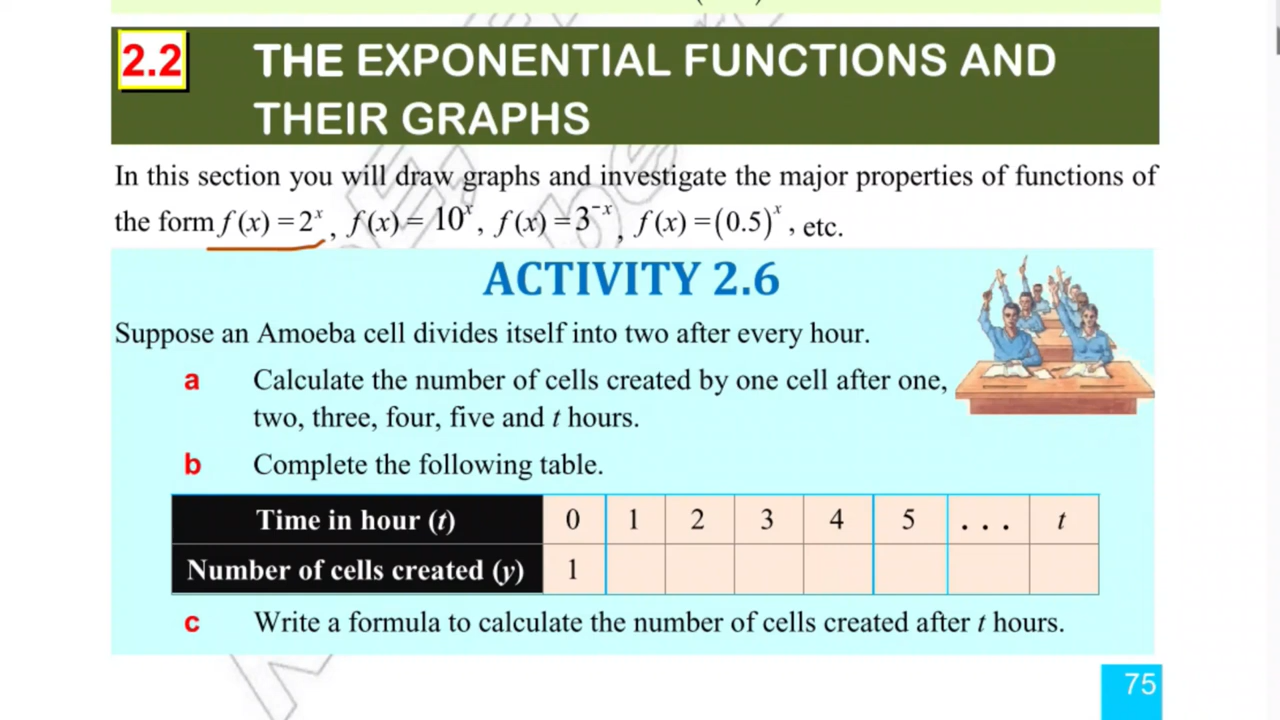 2.2 THE EXPONENTIAL FUNCTIONS AND
THEIR GRAPHS
In this section you will draw graphs and investigate the major properties of functions of
the form f (x) = 2ˣ, f (x) = 10ˣ, f (x) = 3⁻ˣ, f (x) = (0.5)ˣ, etc.
ACTIVITY 2.6
Suppose an Amoeba cell divides itself into two after every hour.
a Calculate the number of cells created by one cell after one,
two, three, four, five and t hours.
b Complete the following table.
Time in hour (t) 0 1 2 3 4 5 . . . t
Number of cells created (y) 1
c Write a formula to calculate the number of cells created after t hours.
75